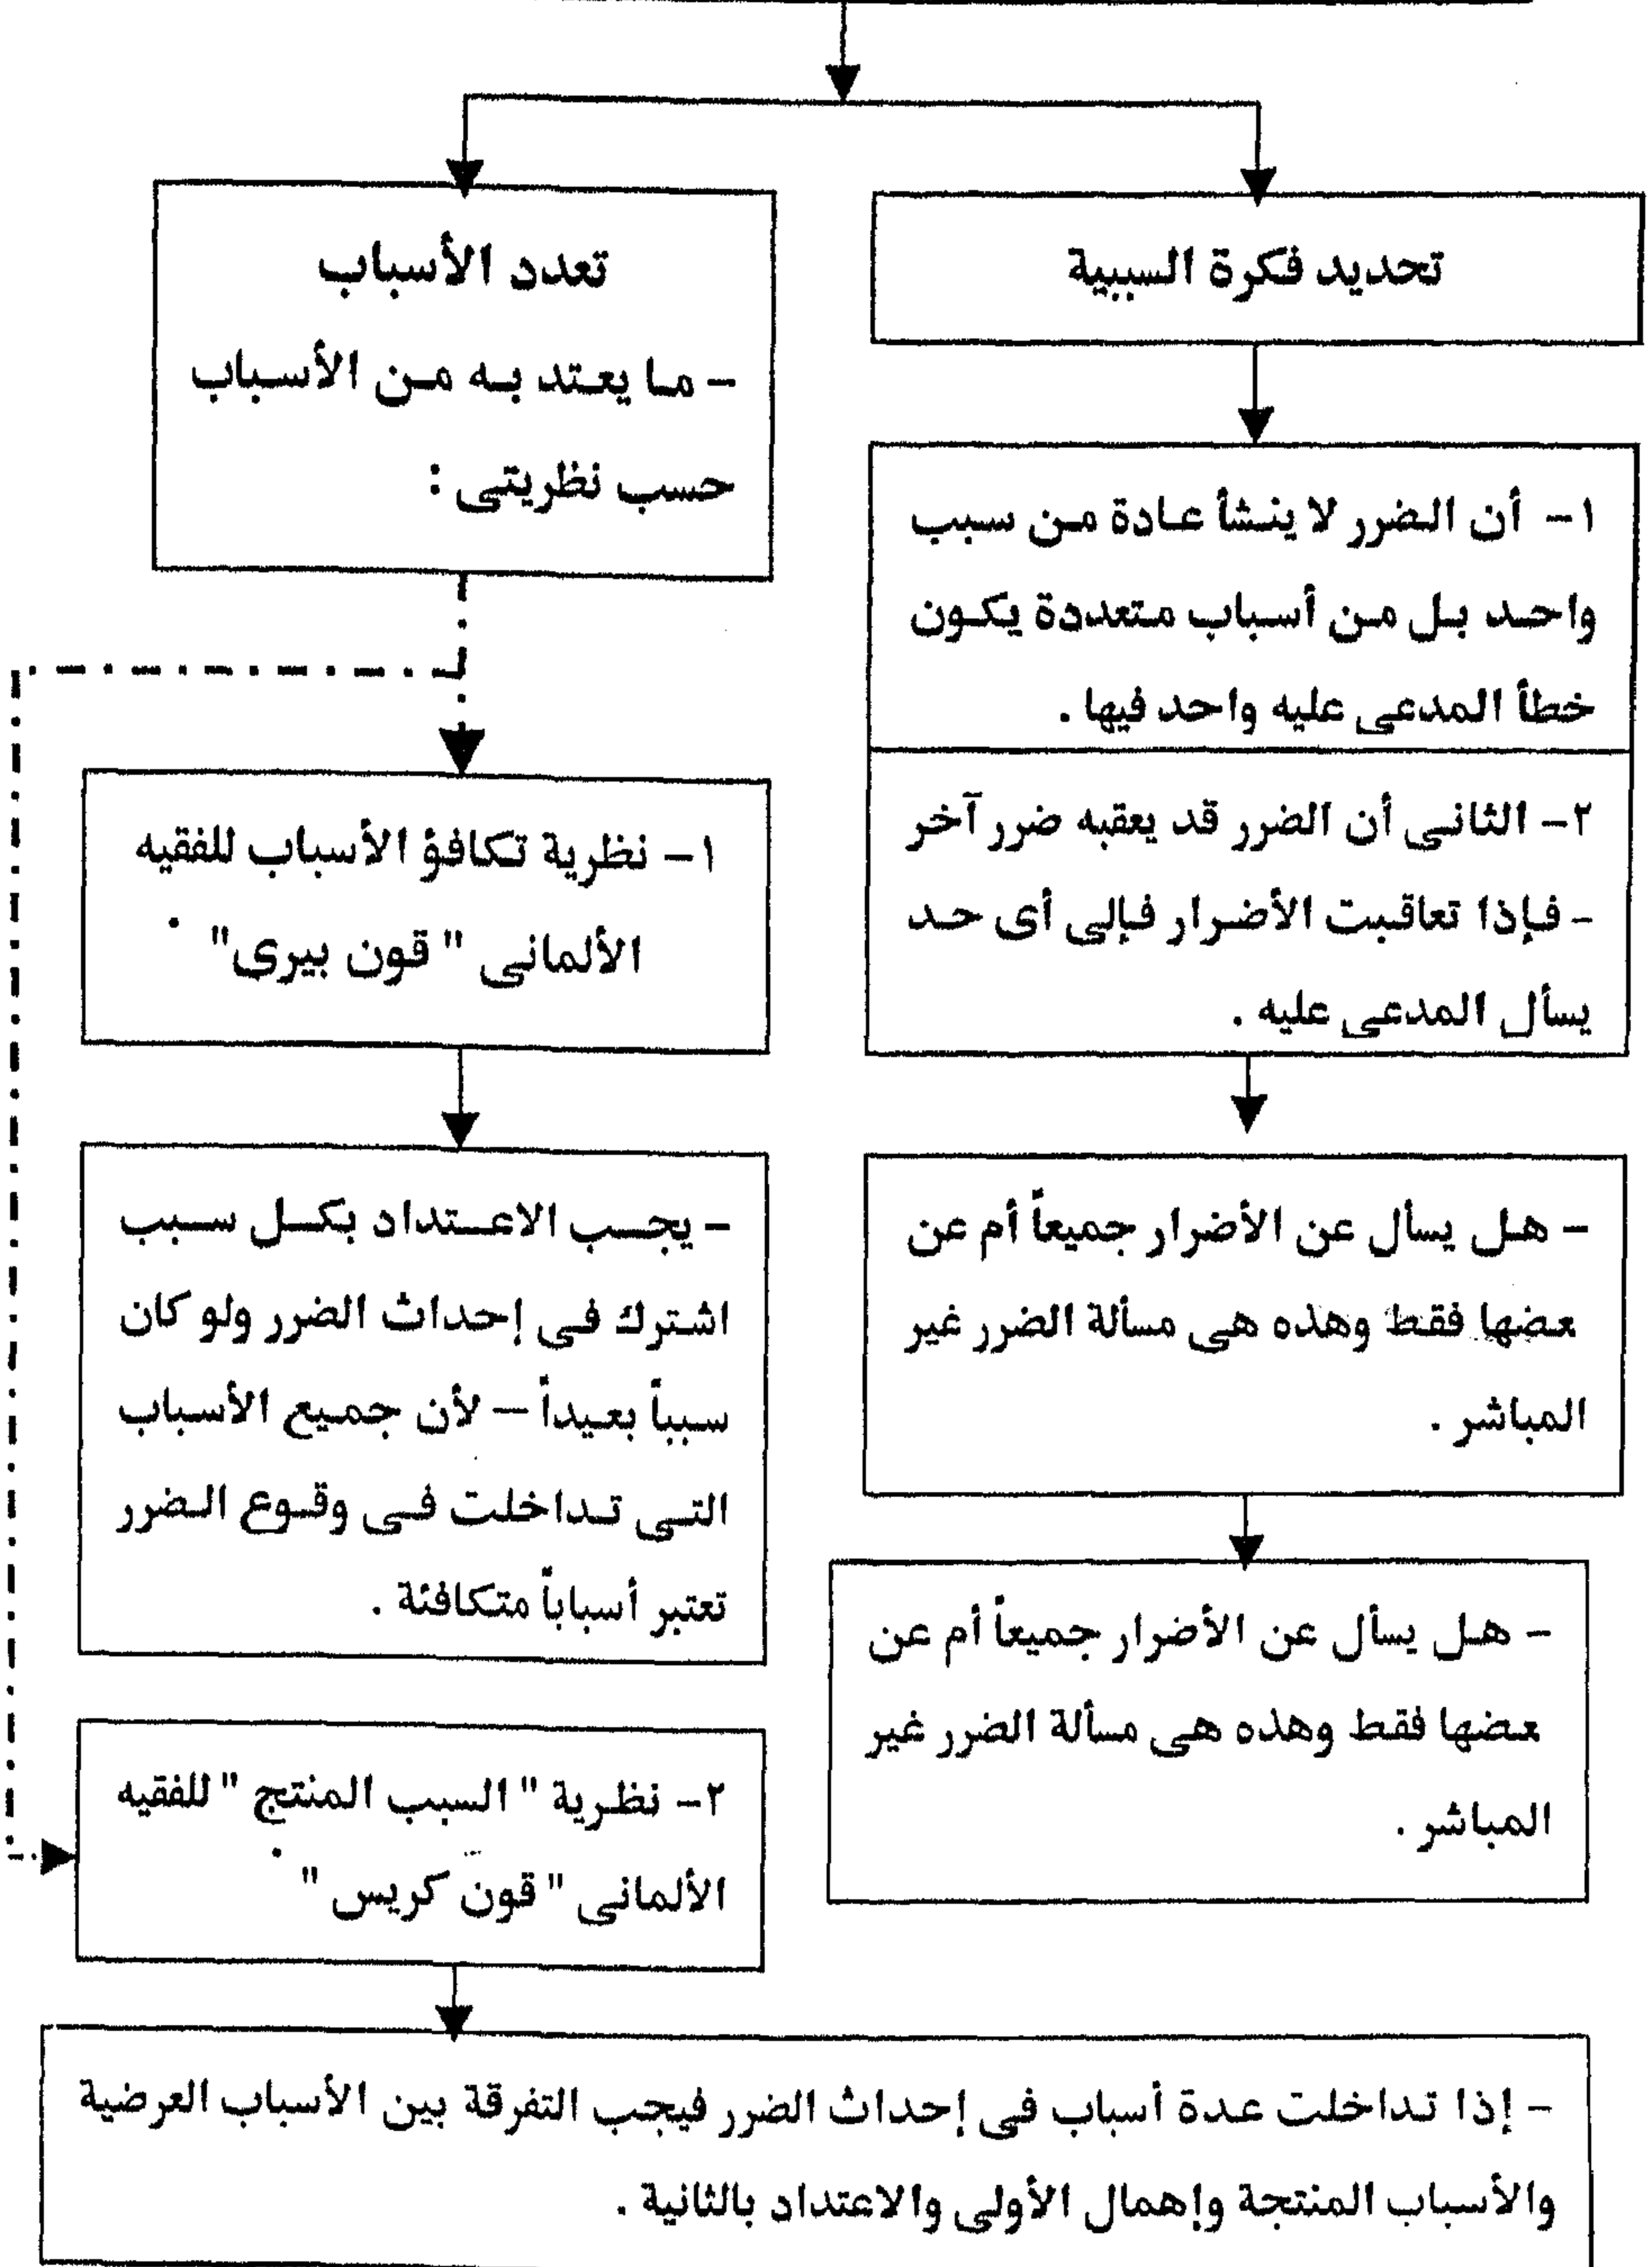 تحديد فكرة السببية
١- أن الضرر لا ينشأ عادة من سبب
واحد بل من أسباب متعددة يكون
خطأ المدعى عليه واحد فيها .
٢- الثانى أن الضرر قد يعقبه ضرر آخر
- فإذا تعاقبت الأضرار فإلى أى حد
يسأل المدعى عليه .
- هل يسأل عن الأضرار جميعاً أم عن
عضها فقط وهذه هى مسألة الضرر غير
المباشر .
- هل يسأل عن الأضرار جميعاً أم عن
عضها فقط وهذه هى مسألة الضرر غير
المباشر .
تعدد الأسباب
- ما يعتد به من الأسباب
حسب نظريتى :
١- نظرية تكافؤ الأسباب للفقيه
الألمانى " قون بيرى" .
- يجب الاعتداد بكل سبب
اشترك فى إحداث الضرر ولو كان
سبباً بعيداً – لأن جميع الأسباب
التى تداخلت فى وقوع الضرر
تعتبر أسباباً متكافئة .
٢- نظرية " السبب المنتج " للفقيه
الألمانى " قون كريس "
- إذا تداخلت عدة أسباب فى إحداث الضرر فيجب التفرقة بين الأسباب العرضية
والأسباب المنتجة وإهمال الأولى والاعتداد بالثانية .